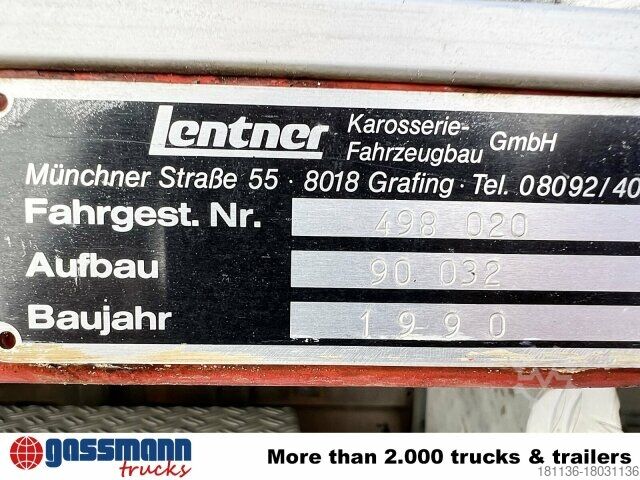 Lentner Karosserie- Fahrzeugbau GmbH
Münchner Straße 55 · 8018 Grafing · Tel. 08092/40
Fahrgest. Nr. 498 020
Aufbau 90 032
Baujahr 1990
gassmann trucks
More than 2.000 trucks & trailers
181136-18031136